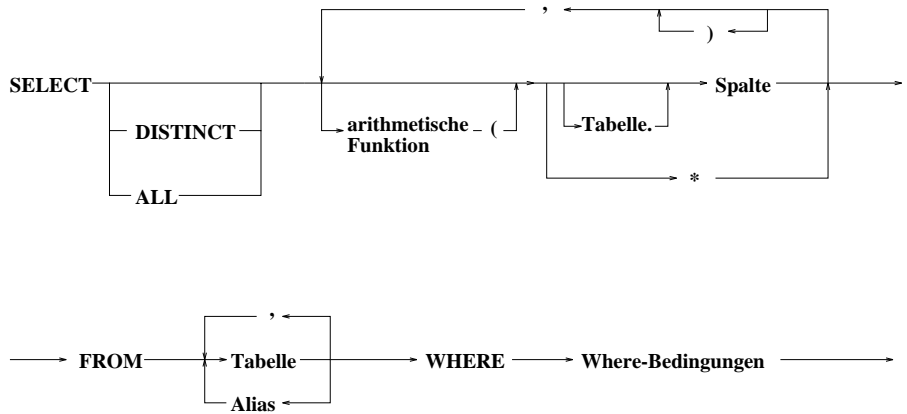 ,
)
SELECT
Spalte
DISTINCT
arithmetische
Funktion
(
Tabelle.
ALL
*
,
FROM
Tabelle
WHERE
Where-Bedingungen
Alias